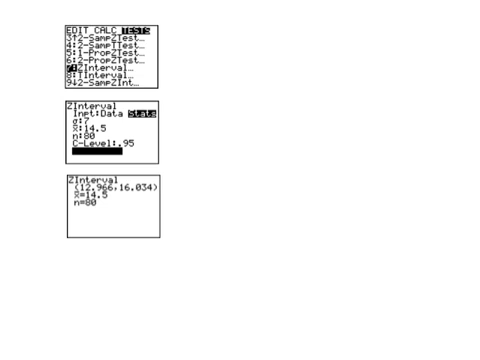 EDIT CALC TESTS
3↑2-SampZTest…
4:2-SampTTest…
5:1-PropZTest…
6:2-PropZTest…
7:ZInterval…
8:TInterval…
9↓2-SampZInt…
ZInterval
Inpt:Data Stats
σ:7
x̄:14.5
n:80
C-Level:.95
ZInterval
(12.966,16.034)
x̄=14.5
n=80